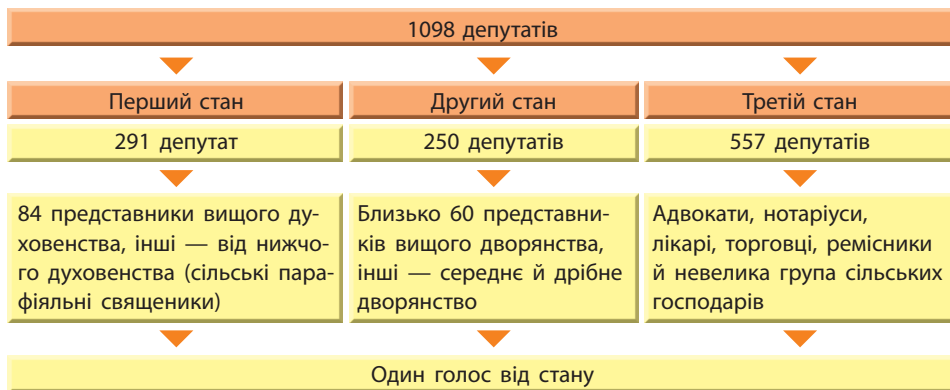 1098 депутатів
Перший стан
Другий стан
Третій стан
291 депутат
250 депутатів
557 депутатів
84 представники вищого ду-
ховенства, інші — від нижчо-
го духовенства (сільські пара-
фіяльні священики)
Близько 60 представни-
ків вищого дворянства,
інші — середнє й дрібне
дворянство
Адвокати, нотаріуси,
лікарі, торговці, ремісники
й невелика група сільських
господарів
Один голос від стану